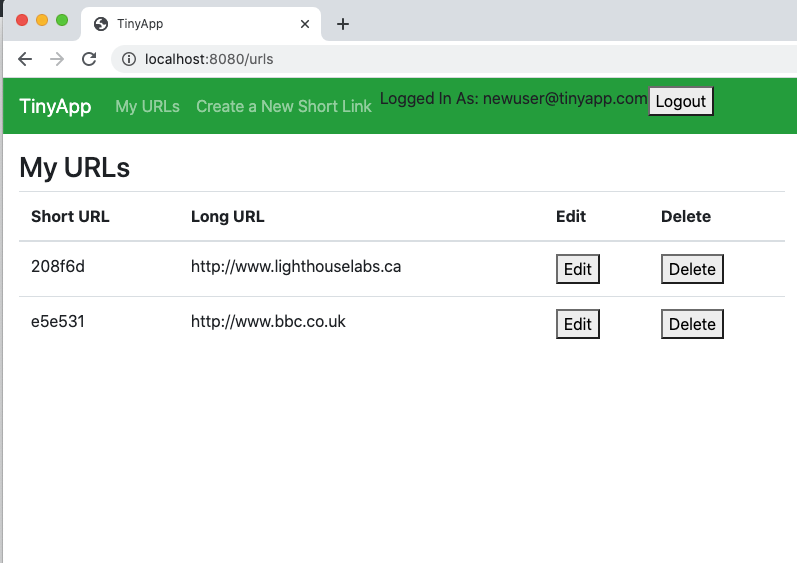 TinyApp
localhost:8080/urls
TinyApp My URLs Create a New Short Link Logged In As: newuser@tinyapp.com Logout
My URLs
Short URL Long URL Edit Delete
208f6d http://www.lighthouselabs.ca Edit Delete
e5e531 http://www.bbc.co.uk Edit Delete